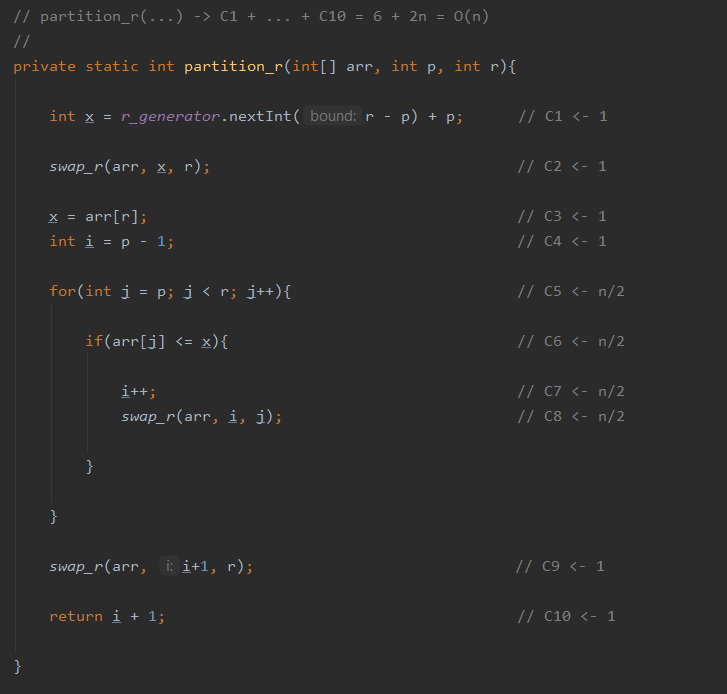 // partition_r(...) -> C1 + ... + C10 = 6 + 2n = O(n)
//
private static int partition_r(int[] arr, int p, int r){
int x = r_generator.nextInt( bound: r - p) + p; // C1 <- 1
swap_r(arr, x, r); // C2 <- 1
x = arr[r]; // C3 <- 1
int i = p - 1; // C4 <- 1
for(int j = p; j < r; j++){ // C5 <- n/2
if(arr[j] <= x){ // C6 <- n/2
i++; // C7 <- n/2
swap_r(arr, i, j); // C8 <- n/2
}
}
swap_r(arr, i: i+1, r); // C9 <- 1
return i + 1; // C10 <- 1
}